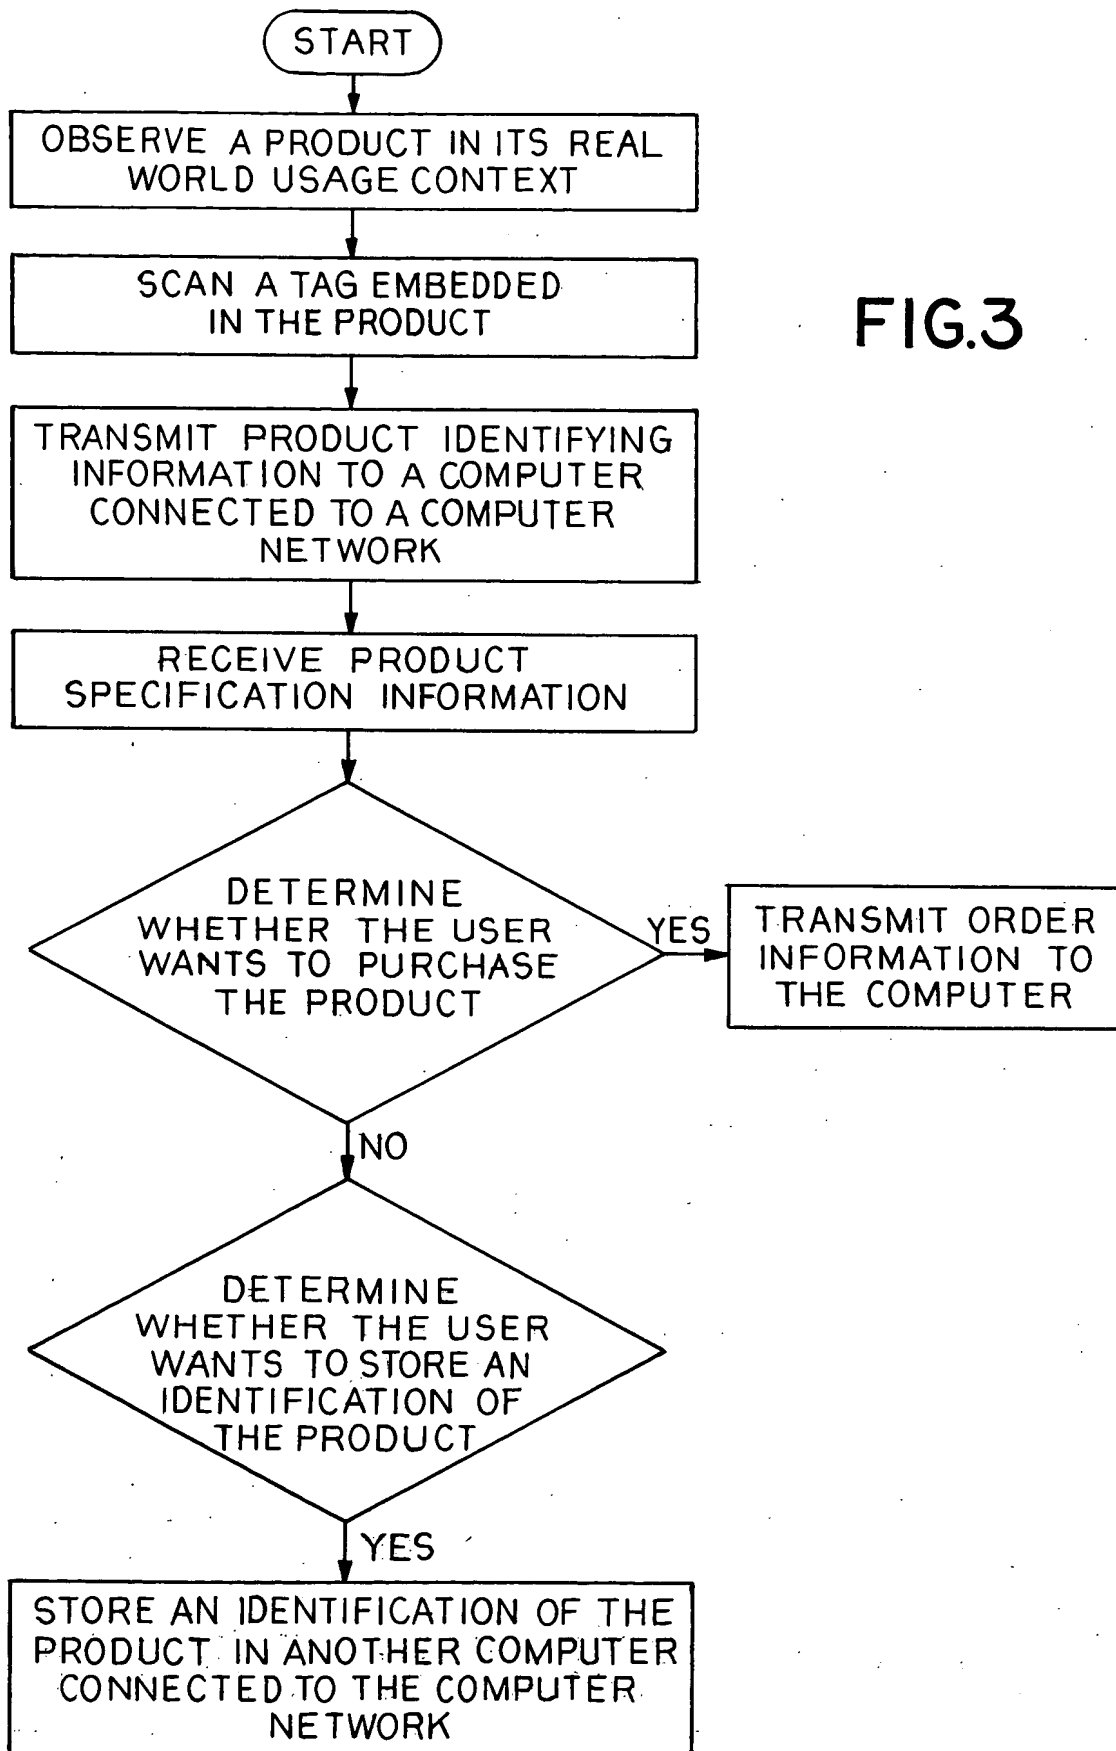 START
OBSERVE A PRODUCT IN ITS REAL
WORLD USAGE CONTEXT
SCAN A TAG EMBEDDED
IN THE PRODUCT
FIG.3
TRANSMIT PRODUCT IDENTIFYING
INFORMATION TO A COMPUTER
CONNECTED TO A COMPUTER
NETWORK
RECEIVE PRODUCT
SPECIFICATION INFORMATION
DETERMINE
WHETHER THE USER
WANTS TO PURCHASE
THE PRODUCT
YES
TRANSMIT ORDER
INFORMATION TO
THE COMPUTER
NO
DETERMINE
WHETHER THE USER
WANTS TO STORE AN
IDENTIFICATION OF
THE PRODUCT
YES
STORE AN IDENTIFICATION OF THE
PRODUCT IN ANOTHER COMPUTER
CONNECTED TO THE COMPUTER
NETWORK